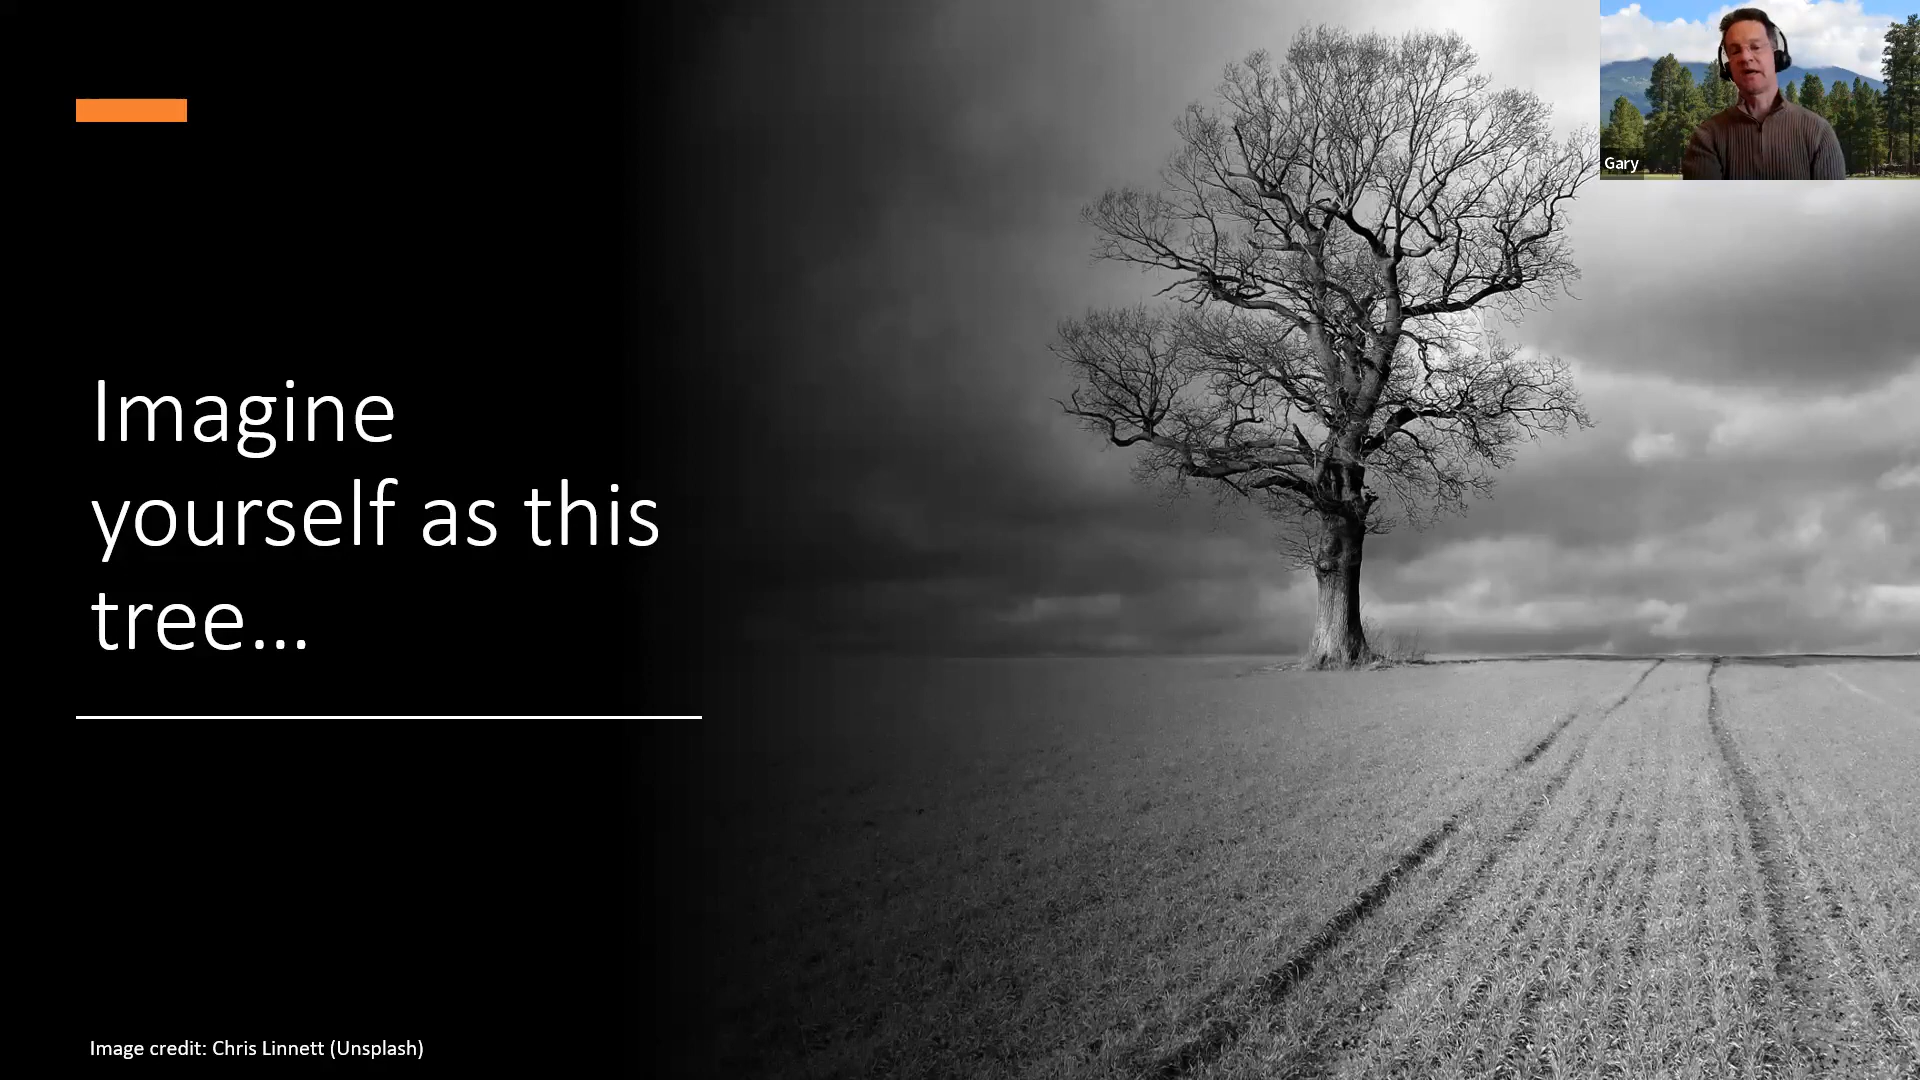 Gary
Imagine
yourself as this
tree...
Image credit: Chris Linnett (Unsplash)